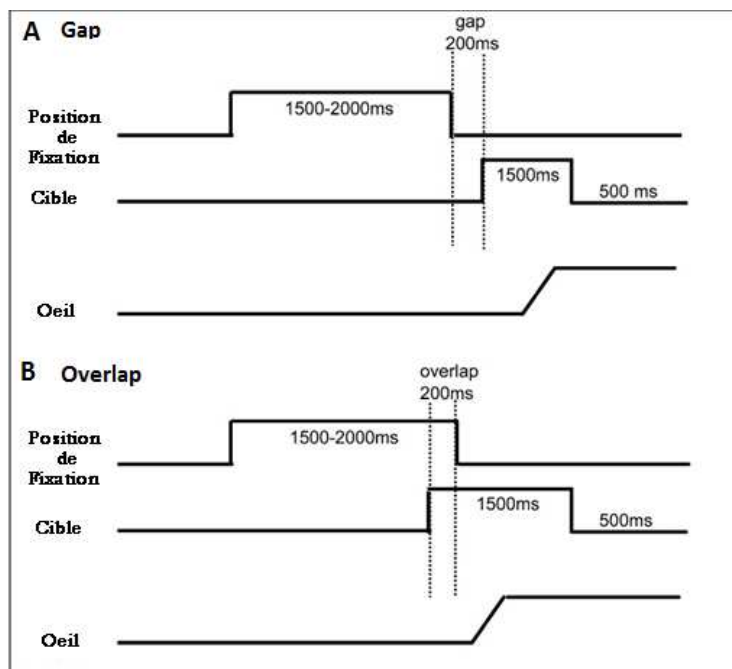 A Gap
gap
200ms
1500-2000ms
Position
de
Fixation
1500ms
500 ms
Cible
Oeil
B Overlap
overlap
200ms
1500-2000ms
Position
de
Fixation
1500ms
500ms
Cible
Oeil